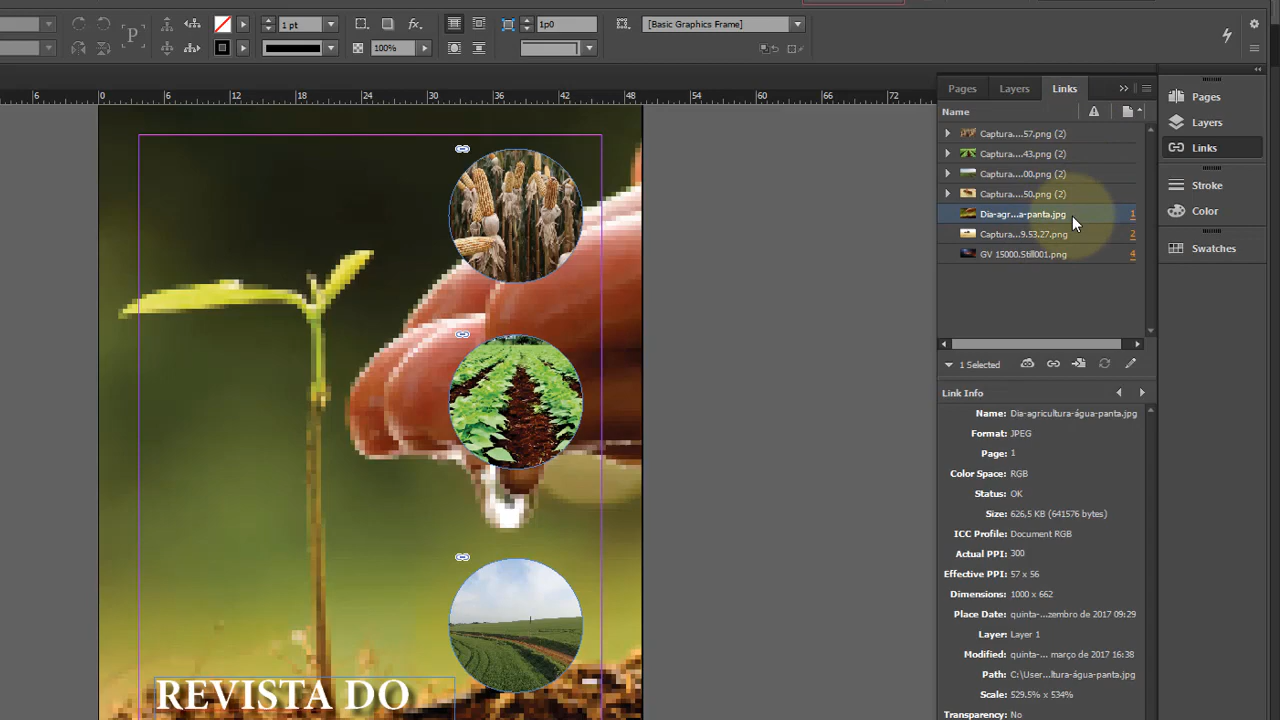 1 pt
fx.
1p0
[Basic Graphics Frame]
P
100%
6 0 6 12 18 24 30 36 42 48 54 60 66 72
Pages Layers Links
Name
Captura....57.png (2)
Captura....43.png (2)
Captura....00.png (2)
Captura....50.png (2)
Dia-agr...a-panta.jpg 1
Captura...9.53.27.png 2
GV 15000.Still001.png 4
1 Selected
Link Info
Name: Dia-agricultura-água-panta.jpg
Format: JPEG
Page: 1
Color Space: RGB
Status: OK
Size: 626,5 KB (641576 bytes)
ICC Profile: Document RGB
Actual PPI: 300
Effective PPI: 57 x 56
Dimensions: 1000 x 662
Place Date: quinta-...zembro de 2017 09:29
Layer: Layer 1
Modified: quinta-... março de 2017 16:38
Path: C:\User...ltura-água-panta.jpg
Scale: 529.5% x 534%
Transparency: No
Pages
Layers
Links
Stroke
Color
Swatches
REVISTA DO